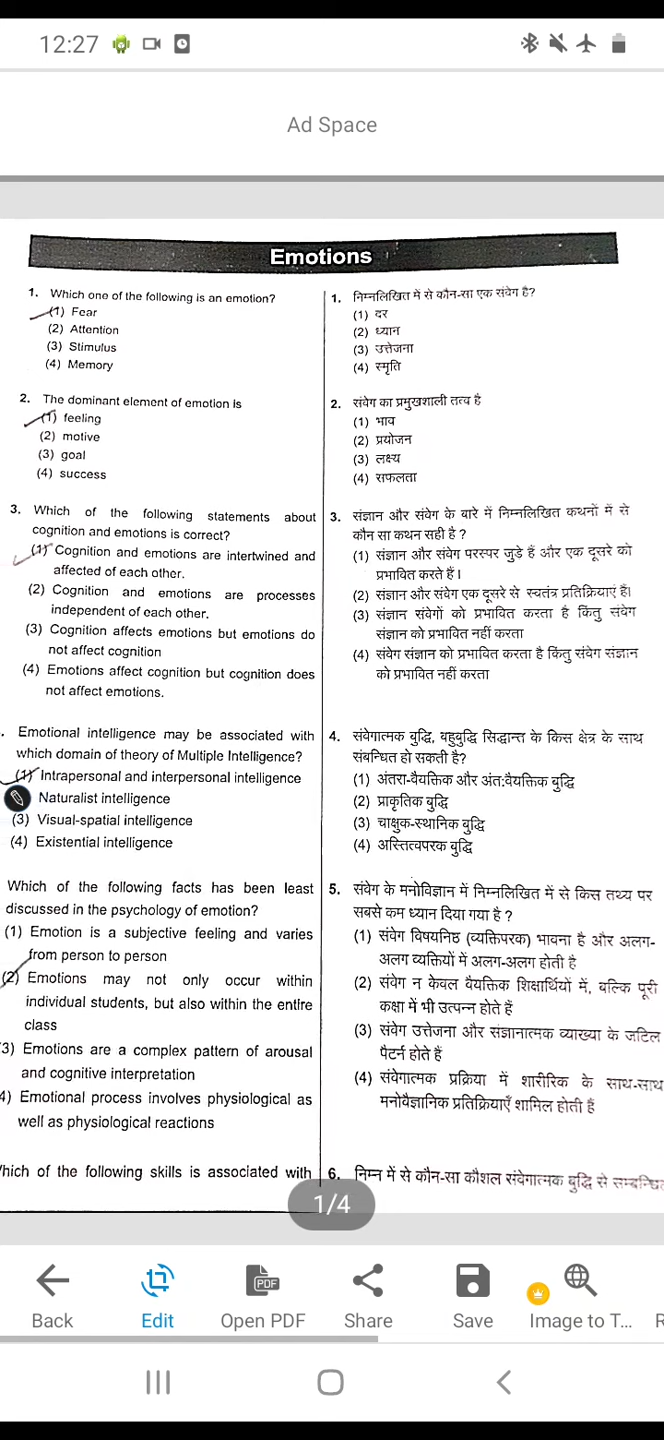 12:27
Ad Space
Emotions
1. Which one of the following is an emotion?
(1) Fear
(2) Attention
(3) Stimulus
(4) Memory
2. The dominant element of emotion is
(1) feeling
(2) motive
(3) goal
(4) success
3. Which of the following statements about
cognition and emotions is correct?
(1) Cognition and emotions are intertwined and
affected of each other.
(2) Cognition and emotions are processes
independent of each other.
(3) Cognition affects emotions but emotions do
not affect cognition
(4) Emotions affect cognition but cognition does
not affect emotions.
. Emotional intelligence may be associated with
which domain of theory of Multiple Intelligence?
(1) Intrapersonal and interpersonal intelligence
Naturalist intelligence
(3) Visual-spatial intelligence
(4) Existential intelligence
Which of the following facts has been least
discussed in the psychology of emotion?
(1) Emotion is a subjective feeling and varies
from person to person
(2) Emotions may not only occur within
individual students, but also within the entire
class
3) Emotions are a complex pattern of arousal
and cognitive interpretation
4) Emotional process involves physiological as
well as physiological reactions
hich of the following skills is associated with
1. निम्नलिखित में से कौन-सा एक संवेग है?
(1) दर
(2) ध्यान
(3) उत्तेजना
(4) स्मृति
2. संवेग का प्रमुखशाली तत्व है
(1) भाव
(2) प्रयोजन
(3) लक्ष्य
(4) सफलता
3. संज्ञान और संवेग के बारे में निम्नलिखित कथनों में से
कौन सा कथन सही है ?
(1) संज्ञान और संवेग परस्पर जुड़े हैं और एक दूसरे को
प्रभावित करते हैं।
(2) संज्ञान और संवेग एक दूसरे से स्वतंत्र प्रतिक्रियाएं हैं।
(3) संज्ञान संवेगों को प्रभावित करता है किंतु संवेग
संज्ञान को प्रभावित नहीं करता
(4) संवेग संज्ञान को प्रभावित करता है किंतु संवेग संज्ञान
को प्रभावित नहीं करता
4. संवेगात्मक बुद्धि, बहुबुद्धि सिद्धान्त के किस क्षेत्र के साथ
संबन्धित हो सकती है?
(1) अंतरा-वैयक्तिक और अंत:वैयक्तिक बुद्धि
(2) प्राकृतिक बुद्धि
(3) चाक्षुक-स्थानिक बुद्धि
(4) अस्तित्वपरक बुद्धि
5. संवेग के मनोविज्ञान में निम्नलिखित में से किस तथ्य पर
सबसे कम ध्यान दिया गया है ?
(1) संवेग विषयनिष्ठ (व्यक्तिपरक) भावना है और अलग-
अलग व्यक्तियों में अलग-अलग होती है
(2) संवेग न केवल वैयक्तिक शिक्षार्थियों में, बल्कि पूरी
कक्षा में भी उत्पन्न होते हैं
(3) संवेग उत्तेजना और संज्ञानात्मक व्याख्या के जटिल
पैटर्न होते हैं
(4) संवेगात्मक प्रक्रिया में शारीरिक के साथ-साथ
मनोवैज्ञानिक प्रतिक्रियाएँ शामिल होती हैं
6. निम्न में से कौन-सा कौशल संवेगात्मक बुद्धि से सम्बन्धित
1/4
PDF
Back Edit Open PDF Share Save Image to T... R